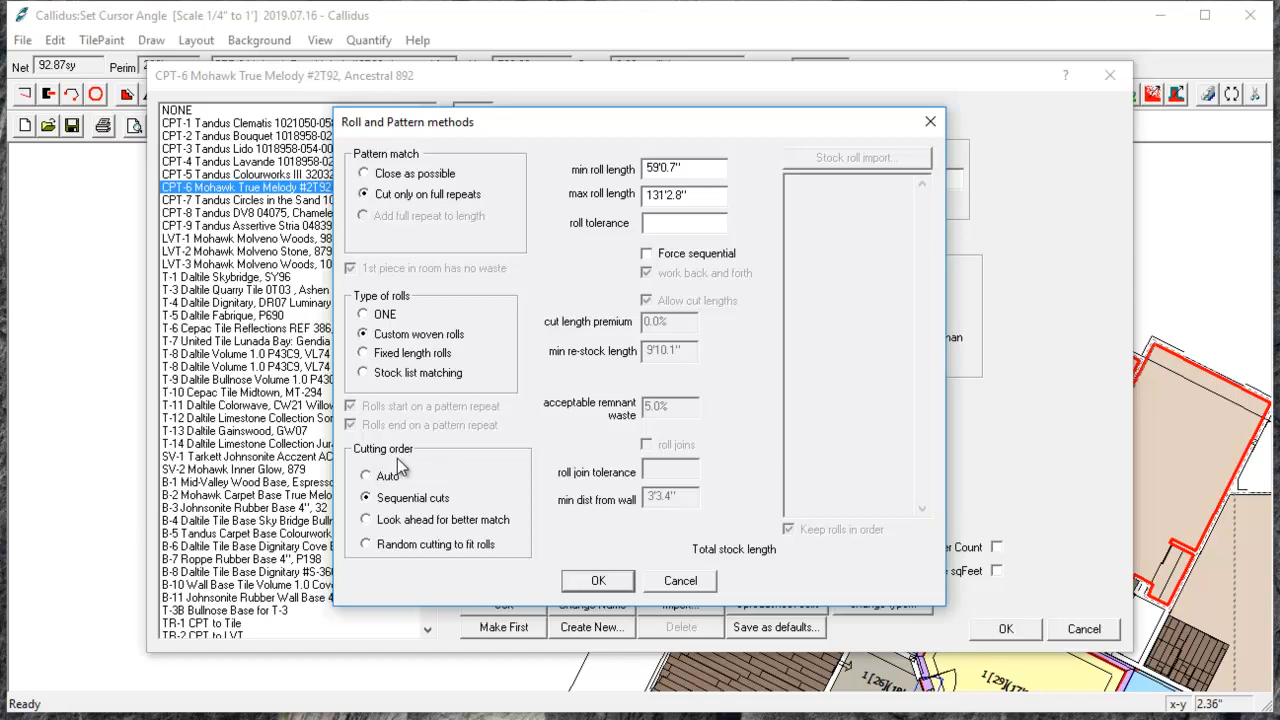 Callidus:Set Cursor Angle [Scale 1/4" to 1'] 2019.07.16 - Callidus
File Edit TilePaint Draw Layout Background View Quantify Help
Net 92.87sy Perim
CPT-6 Mohawk True Melody #2T92, Ancestral 892
NONE
CPT-1 Tandus Clematis 1021050-05
CPT-2 Tandus Bouquet 1018958-02
CPT-3 Tandus Lido 1018958-054-00
CPT-4 Tandus Lavande 1018958-
CPT-5 Tandus Colourworks III 32032
CPT-6 Mohawk True Melody #2T92
CPT-7 Tandus Circles in the Sand 10
CPT-8 Tandus DV8 04075, Chamele
CPT-9 Tandus Assertive Stria 04839
LVT-1 Mohawk Molveno Woods, 98
LVT-2 Mohawk Molveno Stone, 879
LVT-3 Mohawk Molveno Woods, 10
T-1 Daltile Skybridge, SY96
T-3 Daltile Quarry Tile 0T03 , Ashen
T-4 Daltile Dignitary, DR07 Luminary
T-5 Daltile Fabrique, P690
T-6 Cepac Tile Reflections REF 386,
T-7 United Tile Lunada Bay: Gendai
T-8 Daltile Volume 1.0 P43C9, VL74
T-8 Daltile Volume 1.0 P43C9, VL74
T-9 Daltile Bullnose Volume 1.0 P430
T-10 Cepac Tile Midtown, MT-294
T-11 Daltile Colorwave, CW21 Willow
T-12 Daltile Limestone Collection
T-13 Daltile Gainswood, GW07
T-14 Daltile Limestone Collection Jur
SV-1 Tarkett Johnsonite Acczent AC
SV-2 Mohawk Inner Glow, 879
B-1 Mid-Valley Wood Base, Espress
B-2 Mohawk Carpet Base True Melo
B-3 Johnsonite Rubber Base 4", 32
B-4 Daltile Tile Base Sky Bridge Bulln
B-5 Tandus Carpet Base Colourwork
B-6 Daltile Tile Base Dignitary Cove B
B-7 Roppe Rubber Base 4", P198
B-8 Daltile Tile Base Dignitary #S-36
B-10 Wall Base Tile Volume 1.0 Cove
B-11 Johnsonite Rubber Wall Base 4
T-3B Bullnose Base for T-3
TR-1 CPT to Tile
TR-2 CPT to LVT
Roll and Pattern methods
Pattern match
Close as possible
Cut only on full repeats
Add full repeat to length
1st piece in room has no waste
Type of rolls
ONE
Custom woven rolls
Fixed length rolls
Stock list matching
Rolls start on a pattern repeat
Rolls end on a pattern repeat
Cutting order
Auto
Sequential cuts
Look ahead for better match
Random cutting to fit rolls
min roll length 59'0.7"
max roll length 131'2.8"
roll tolerance
Force sequential
work back and forth
Allow cut lengths
cut length premium 0.0%
min re-stock length 9'10.1"
acceptable remnant
waste 5.0%
roll joins
roll join tolerance
min dist from wall 3'3.4"
Stock roll import...
Keep rolls in order
Total stock length
OK Cancel
Make First Create New... Delete Save as defaults...
OK Cancel
Ready x-y 2.36"